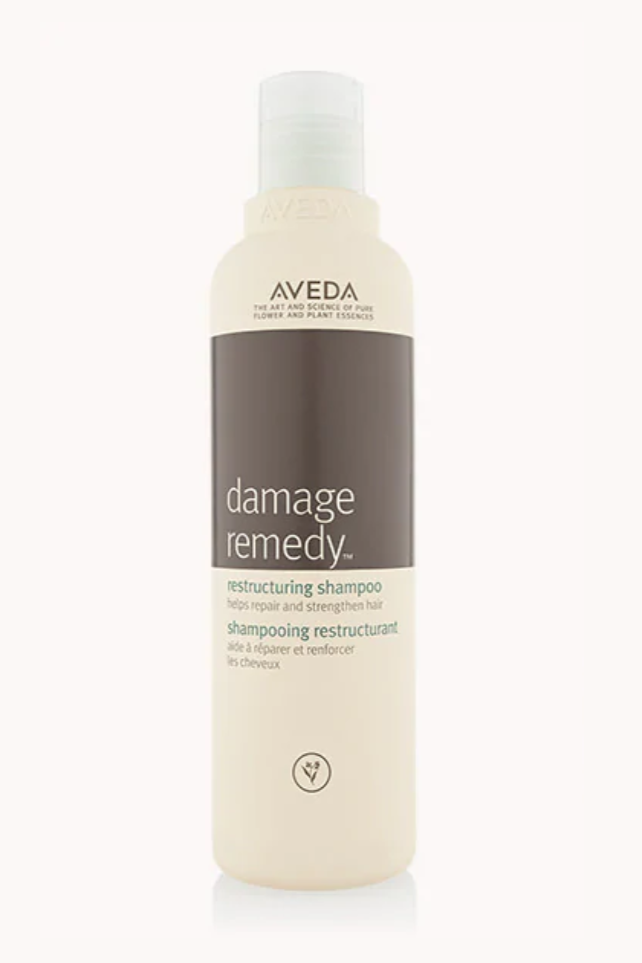 AVEDA
AVEDA
THE ART AND SCIENCE OF PURE
FLOWER AND PLANT ESSENCES
damage
remedy™
restructuring shampoo
helps repair and strengthen hair
shampooing restructurant
aide à réparer et renforcer
les cheveux